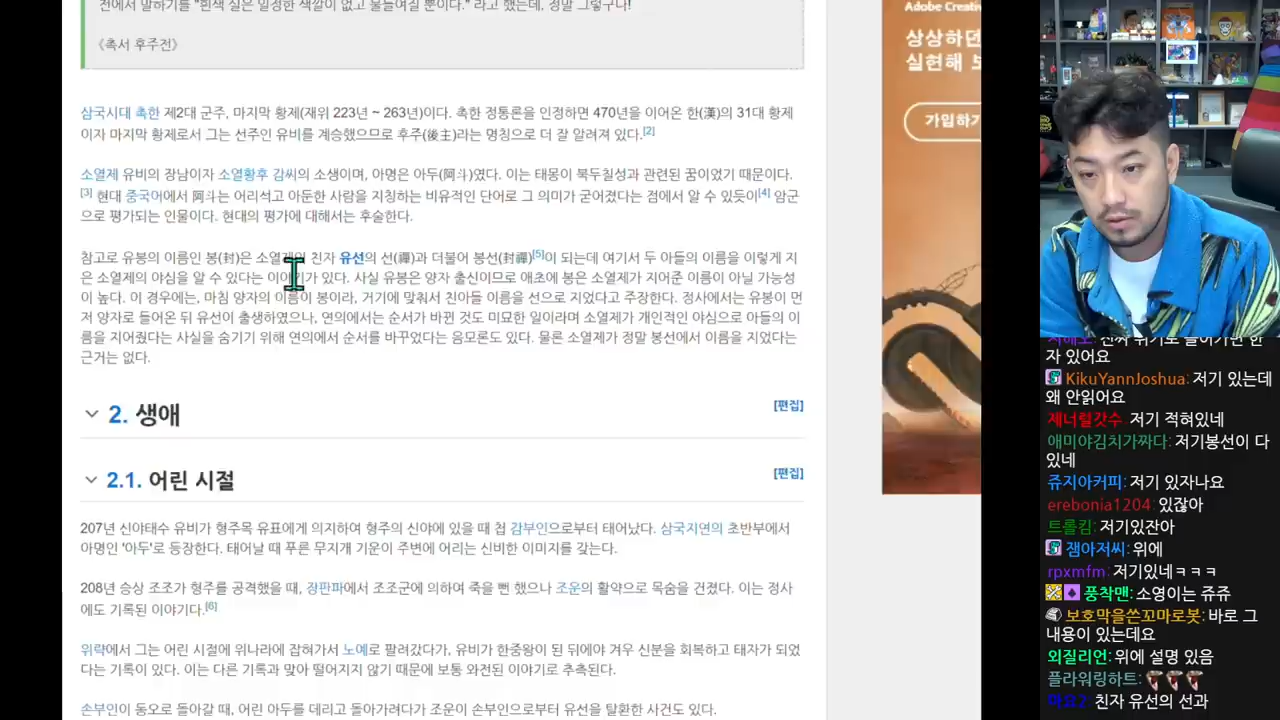 전에서 말하기를 "흰색 실은 일정한 색깔이 없고 물들여질 뿐이다." 라고 했는데, 정말 그렇구나!
《촉서 후주전》
삼국시대 촉한 제2대 군주, 마지막 황제(재위 223년 ~ 263년)이다. 촉한 정통론을 인정하면 470년을 이어온 한(漢)의 31대 황제
이자 마지막 황제로서 그는 선주인 유비를 계승했으므로 후주(後主)라는 명칭으로 더 잘 알려져 있다.[2]
소열제 유비의 장남이자 소열황후 감씨의 소생이며, 아명은 아두(阿斗)였다. 이는 태몽이 북두칠성과 관련된 꿈이었기 때문이다.
[3] 현대 중국어에서 阿斗는 어리석고 아둔한 사람을 지칭하는 비유적인 단어로 그 의미가 굳어졌다는 점에서 알 수 있듯이[4] 암군
으로 평가되는 인물이다. 현대의 평가에 대해서는 후술한다.
참고로 유봉의 이름인 봉(封)은 소열제의 친자 유선의 선(禪)과 더불어 봉선(封禪)[5]이 되는데 여기서 두 아들의 이름을 이렇게 지
은 소열제의 야심을 알 수 있다는 이야기가 있다. 사실 유봉은 양자 출신이므로 애초에 봉은 소열제가 지어준 이름이 아닐 가능성
이 높다. 이 경우에는, 마침 양자의 이름이 봉이라, 거기에 맞춰서 친아들 이름을 선으로 지었다고 주장한다. 정사에서는 유봉이 먼
저 양자로 들어온 뒤 유선이 출생하였으나, 연의에서는 순서가 바뀐 것도 미묘한 일이라며 소열제가 개인적인 야심으로 아들의 이
름을 지어줬다는 사실을 숨기기 위해 연의에서 순서를 바꾸었다는 음모론도 있다. 물론 소열제가 정말 봉선에서 이름을 지었다는
근거는 없다.
2. 생애 [편집]
2.1. 어린 시절 [편집]
207년 신야태수 유비가 형주목 유표에게 의지하여 형주의 신야에 있을 때 첩 감부인으로부터 태어났다. 삼국지연의 초반부에서
아명인 '아두'로 등장한다. 태어날 때 푸른 무지개 기운이 주변에 어리는 신비한 이미지를 갖는다.
208년 승상 조조가 형주를 공격했을 때, 장판파에서 조조군에 의하여 죽을 뻔 했으나 조운의 활약으로 목숨을 건졌다. 이는 정사
에도 기록된 이야기다.[6]
위략에서 그는 어린 시절에 위나라에 잡혀가서 노예로 팔려갔다가, 유비가 한중왕이 된 뒤에야 겨우 신분을 회복하고 태자가 되었
다는 기록이 있다. 이는 다른 기록과 맞아 떨어지지 않기 때문에 보통 와전된 이야기로 추측된다.
손부인이 동오로 돌아갈 때, 어린 아두를 데리고 가려하다가 조운이 손부인으로부터 유선을 탈환한 사건도 있다.
Adobe Creativ
상상하던
실현해 보
가입하기
자 있어요
KikuYannJoshua: 저기 있는데
왜 안읽어요
제너럴갓수 저기 적혀있네
애미야김치가짜다: 저기봉선이 다
있네
쥬지아커피: 저기 있자나요
erebonia1204: 있잖아
트롤킴: 저기있잔아
잼아저씨: 위에
rpxmfm: 저기있네ㅋㅋㅋ
풍착맨: 소영이는 쥬쥬
보호막을쓴꼬마로봇: 바로 그
내용이 있는데요
외질리언: 위에 설명 있음
플라워링하트:
마요2: 친자 유선의 선과